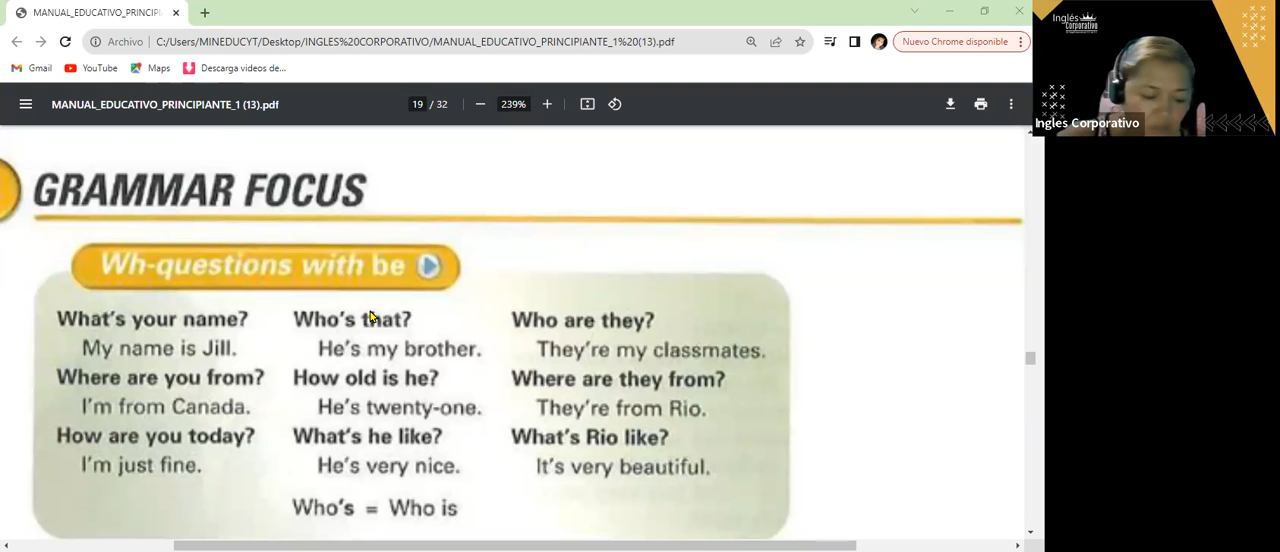 MANUAL_EDUCATIVO_PRINCIPI
Archivo C:/Users/MINEDUCYT/Desktop/INGLES%20CORPORATIVO/MANUAL_EDUCATIVO_PRINCIPIANTE_1%20(13).pdf
Nuevo Chrome disponible
Gmail YouTube Maps Descarga videos de...
MANUAL_EDUCATIVO_PRINCIPIANTE_1 (13).pdf 19 / 32 239%
Inglés
Corporativo
Ingles Corporativo
GRAMMAR FOCUS
Wh-questions with be
What's your name?
My name is Jill.
Where are you from?
I'm from Canada.
How are you today?
I'm just fine.
Who's that?
He's my brother.
How old is he?
He's twenty-one.
What's he like?
He's very nice.
Who's = Who is
Who are they?
They're my classmates.
Where are they from?
They're from Rio.
What's Rio like?
It's very beautiful.